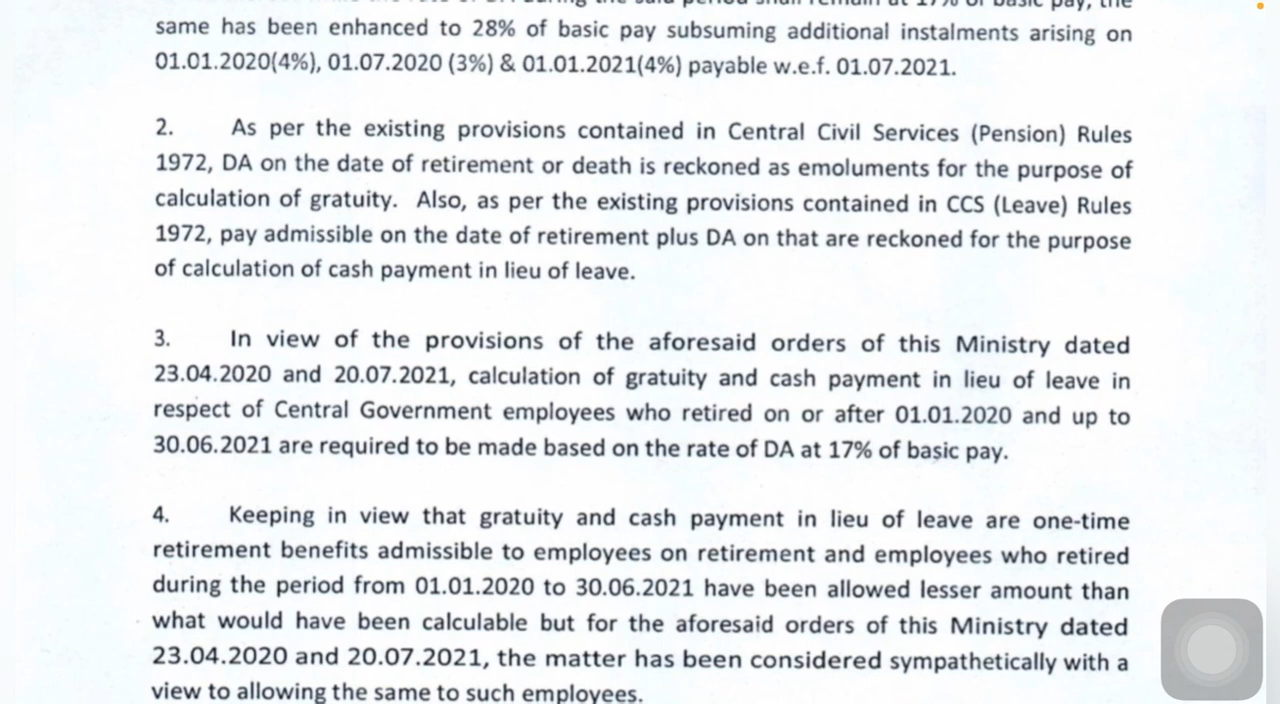 same has been enhanced to 28% of basic pay subsuming additional instalments arising on
01.01.2020(4%), 01.07.2020 (3%) & 01.01.2021(4%) payable w.e.f. 01.07.2021.
2. As per the existing provisions contained in Central Civil Services (Pension) Rules
1972, DA on the date of retirement or death is reckoned as emoluments for the purpose of
calculation of gratuity. Also, as per the existing provisions contained in CCS (Leave) Rules
1972, pay admissible on the date of retirement plus DA on that are reckoned for the purpose
of calculation of cash payment in lieu of leave.
3. In view of the provisions of the aforesaid orders of this Ministry dated
23.04.2020 and 20.07.2021, calculation of gratuity and cash payment in lieu of leave in
respect of Central Government employees who retired on or after 01.01.2020 and up to
30.06.2021 are required to be made based on the rate of DA at 17% of basic pay.
4. Keeping in view that gratuity and cash payment in lieu of leave are one-time
retirement benefits admissible to employees on retirement and employees who retired
during the period from 01.01.2020 to 30.06.2021 have been allowed lesser amount than
what would have been calculable but for the aforesaid orders of this Ministry dated
23.04.2020 and 20.07.2021, the matter has been considered sympathetically with a
view to allowing the same to such employees.